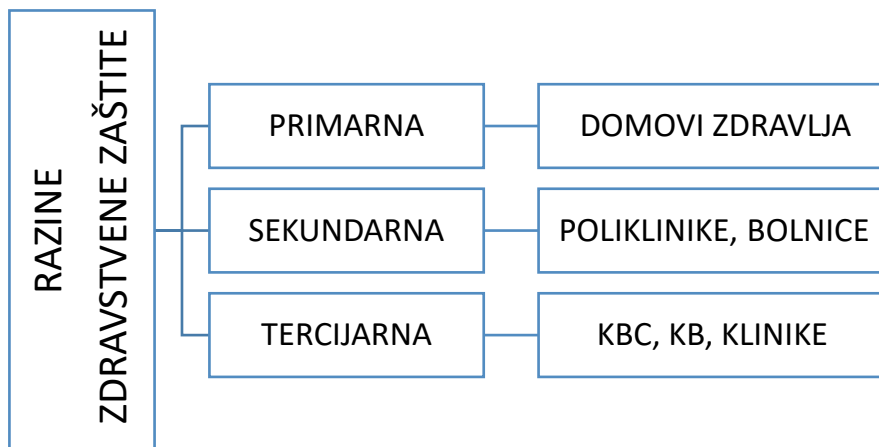 RAZINE
ZDRAVSTVENE ZAŠTITE
PRIMARNA
DOMOVI ZDRAVLJA
SEKUNDARNA
POLIKLINIKE, BOLNICE
TERCIJARNA
KBC, KB, KLINIKE